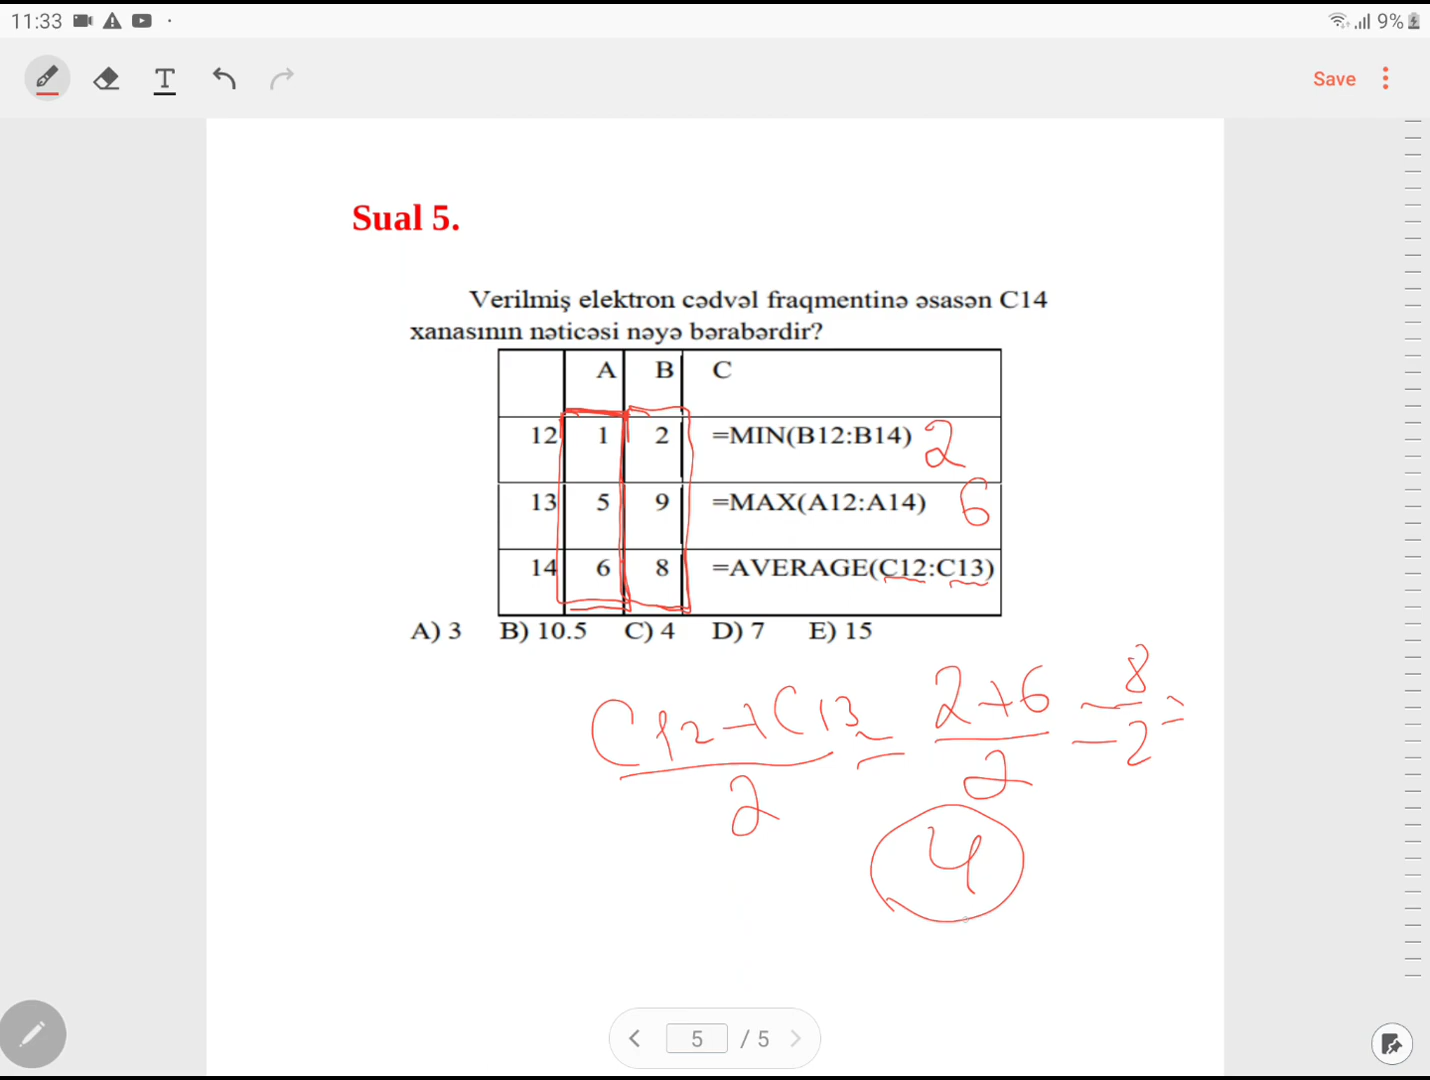 11:33
9%
T
Save
Sual 5.
Verilmiş elektron cədvəl fraqmentinə əsasən C14
xanasının nəticəsi nəyə bərabərdir?
A B C
12 1 2 =MIN(B12:B14) 2
13 5 9 =MAX(A12:A14) 6
14 6 8 =AVERAGE(C12:C13)
A) 3 B) 10.5 C) 4 D) 7 E) 15
C12+C13 = 2+6 = 8 =
2 2 2
4
5 / 5